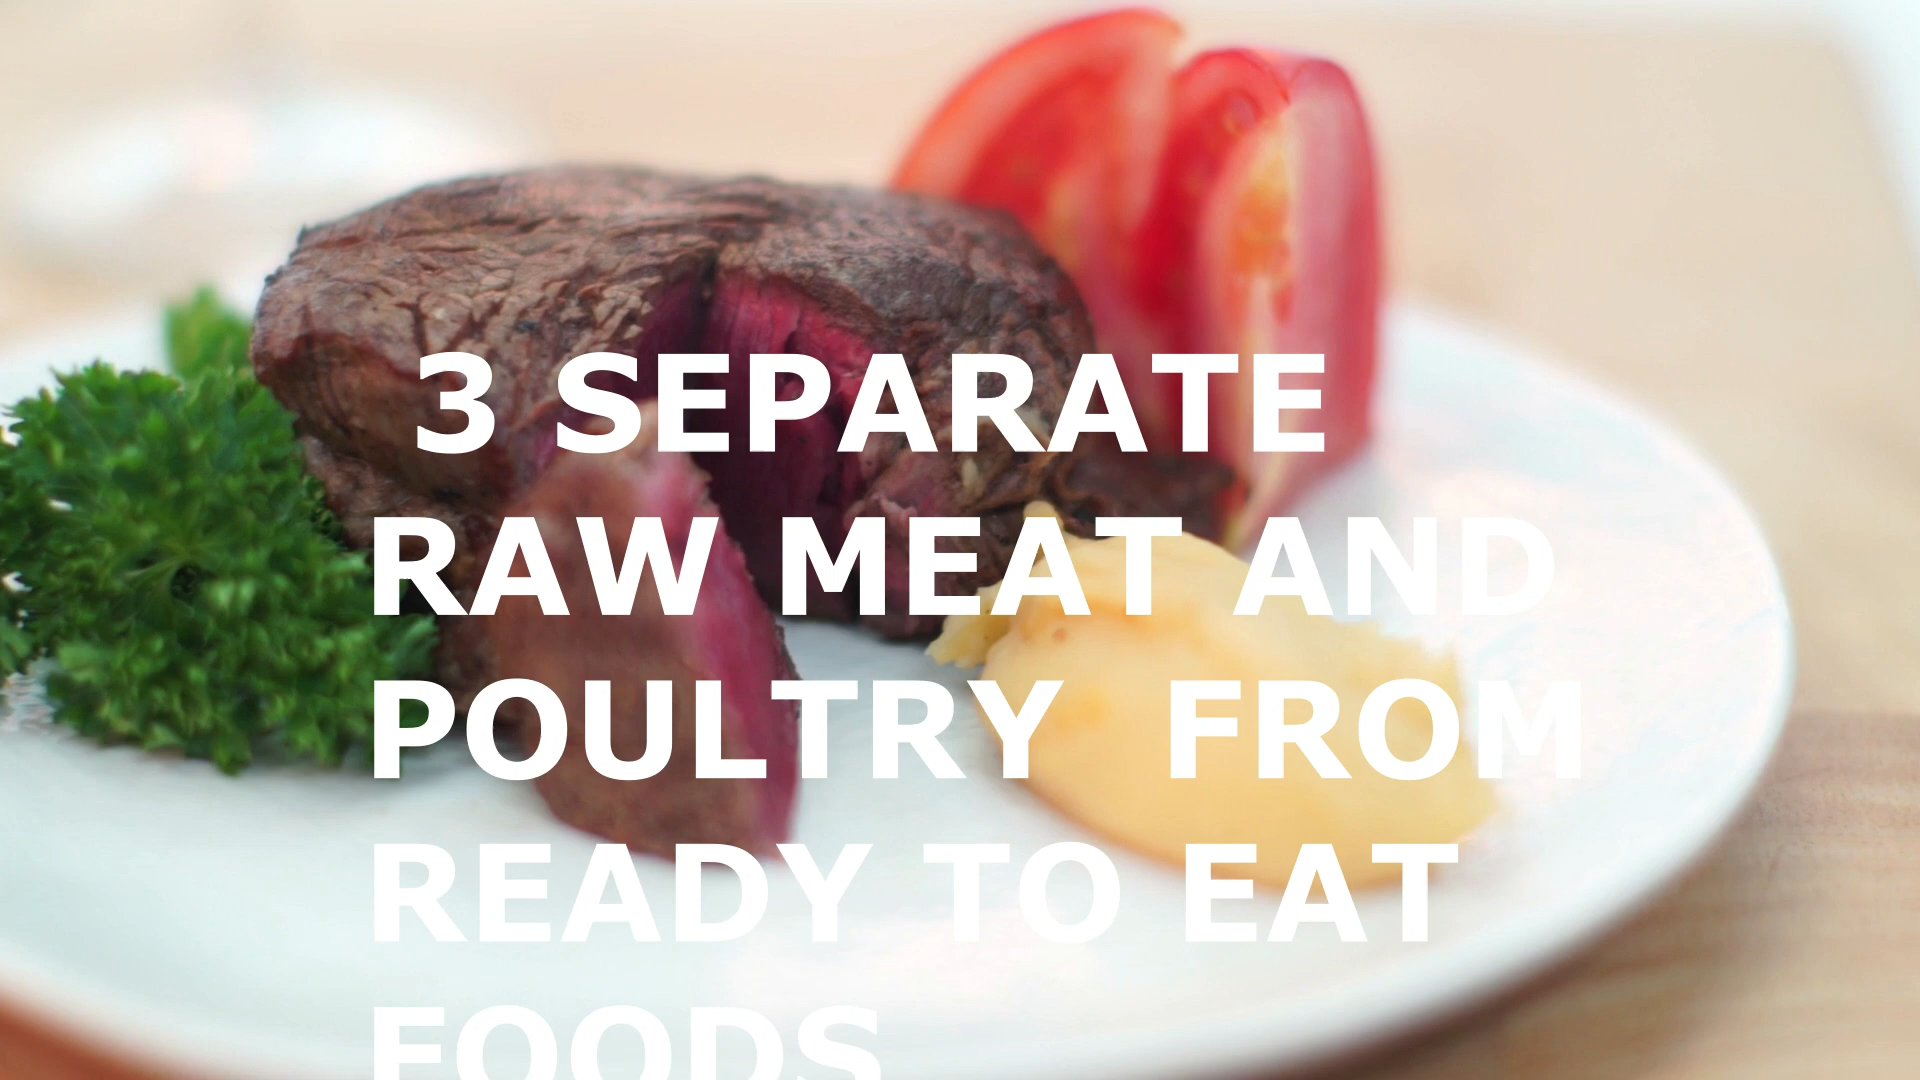 3 SEPARATE
RAW MEAT AND
POULTRY FROM
READY TO EAT
FOODS